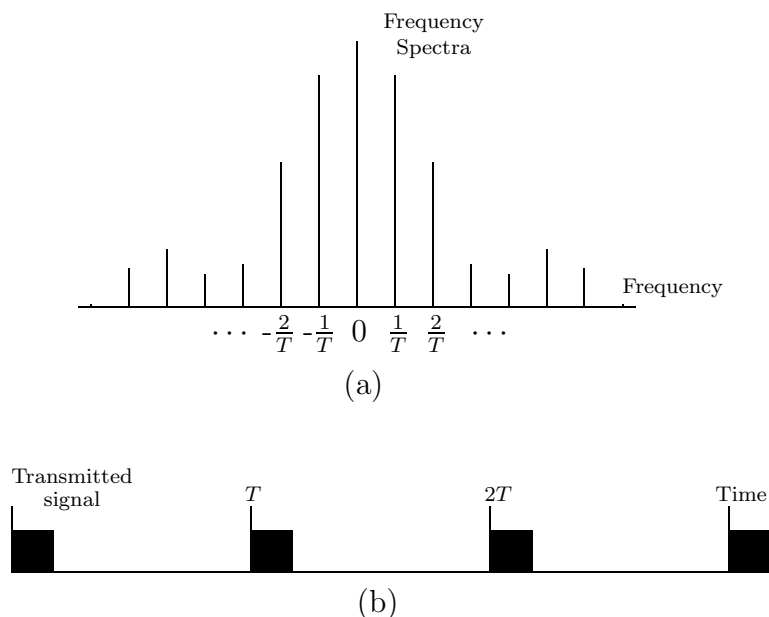 Frequency
Spectra
Frequency
··· -2/T -1/T 0 1/T 2/T ···
(a)
Transmitted
signal
T 2T Time
(b)